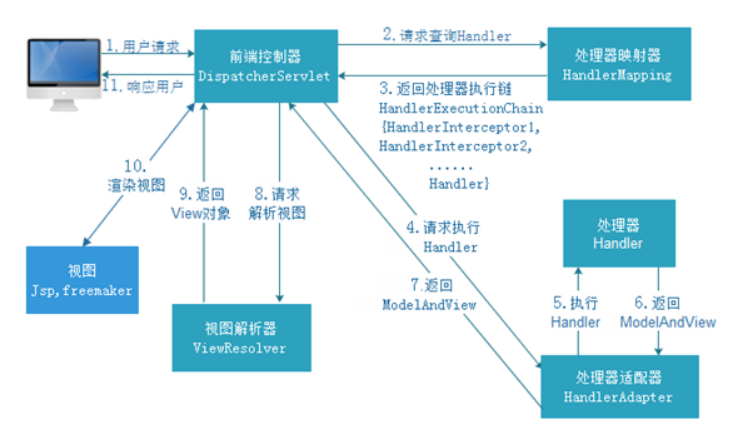 1.用户请求
11.响应用户
前端控制器
DispatcherServlet
2.请求查询Handler
处理器映射器
HandlerMapping
3.返回处理器执行链
HandlerExecutionChain
{HandlerInterceptor1,
HandlerInterceptor2,
......
Handler}
10.
渲染视图
9.返回
View对象
8.请求
解析视图
4.请求执行
Handler
7.返回
ModelAndView
处理器
Handler
5.执行
Handler
6.返回
ModelAndView
视图
Jsp,freemaker
视图解析器
ViewResolver
处理器适配器
HandlerAdapter